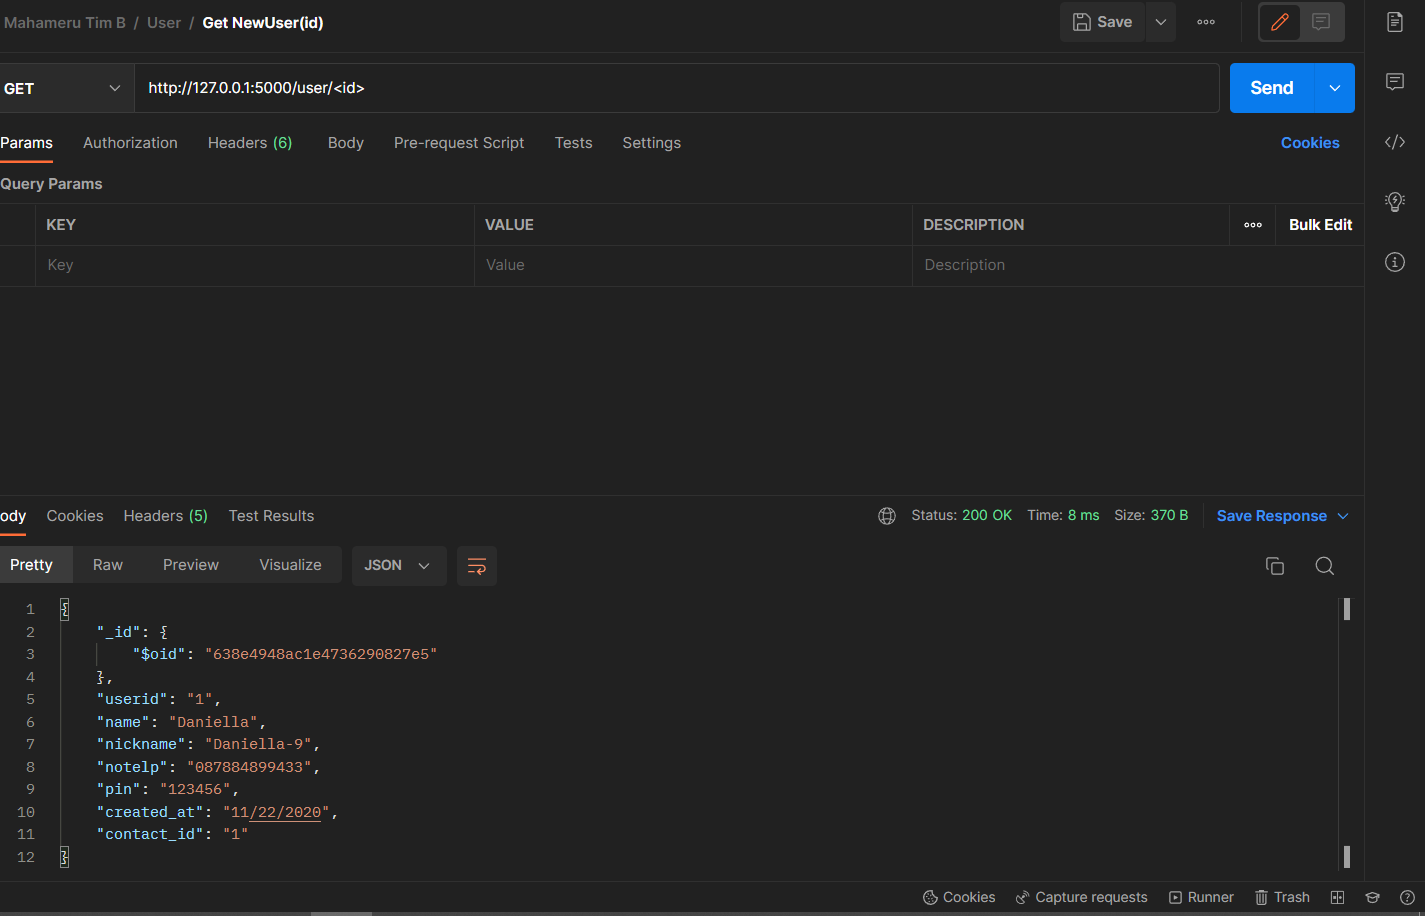 Mahameru Tim B / User / Get NewUser(id)
Save
GET
http://127.0.0.1:5000/user/<id>
Send
Params Authorization Headers (6) Body Pre-request Script Tests Settings Cookies
Query Params
KEY VALUE DESCRIPTION Bulk Edit
Key Value Description
ody Cookies Headers (5) Test Results Status: 200 OK Time: 8 ms Size: 370 B Save Response
Pretty Raw Preview Visualize JSON
1 {
2 "_id": {
3 "$oid": "638e4948ac1e4736290827e5"
4 },
5 "userid": "1",
6 "name": "Daniella",
7 "nickname": "Daniella-9",
8 "notelp": "087884899433",
9 "pin": "123456",
10 "created_at": "11/22/2020",
11 "contact_id": "1"
12 }
Cookies Capture requests Runner Trash